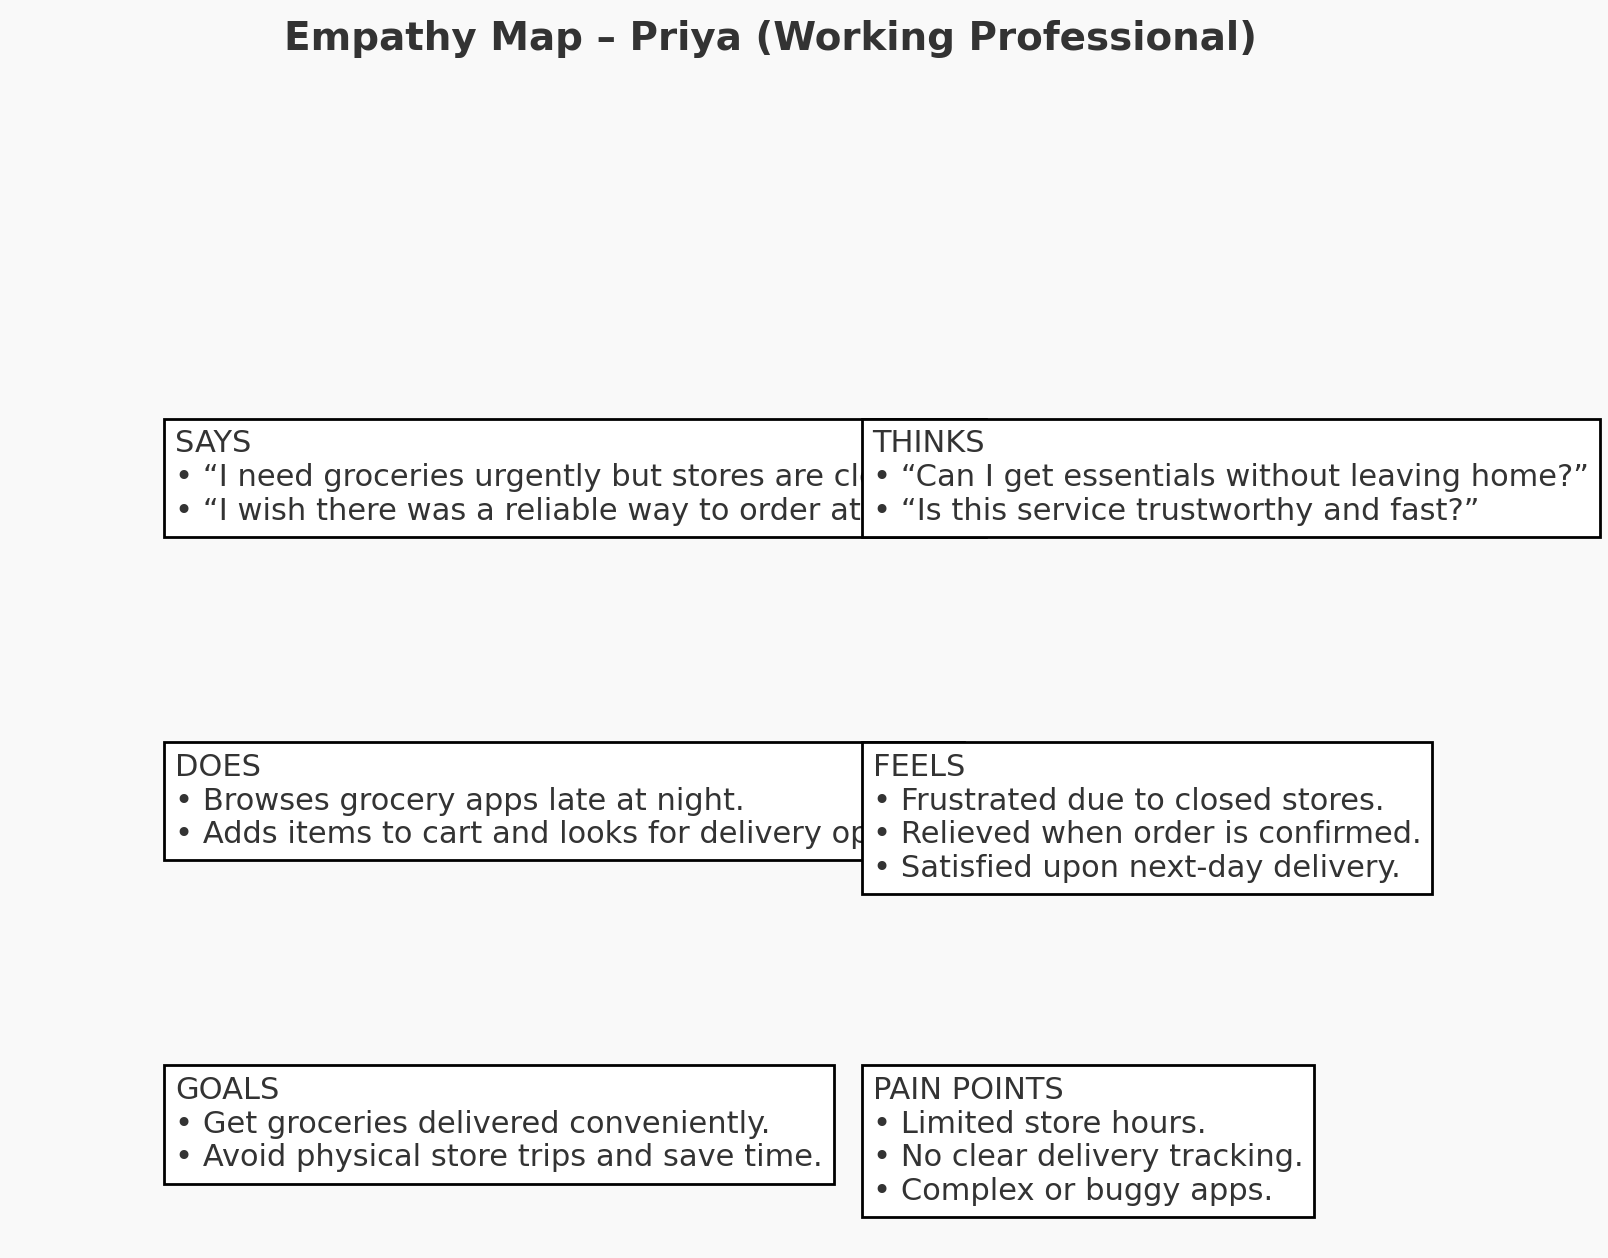 Empathy Map – Priya (Working Professional)
SAYS
• “I need groceries urgently but stores are
• “I wish there was a reliable way to order at
THINKS
• “Can I get essentials without leaving home?”
• “Is this service trustworthy and fast?”
DOES
• Browses grocery apps late at night.
• Adds items to cart and looks for delivery
FEELS
• Frustrated due to closed stores.
• Relieved when order is confirmed.
• Satisfied upon next-day delivery.
GOALS
• Get groceries delivered conveniently.
• Avoid physical store trips and save time.
PAIN POINTS
• Limited store hours.
• No clear delivery tracking.
• Complex or buggy apps.